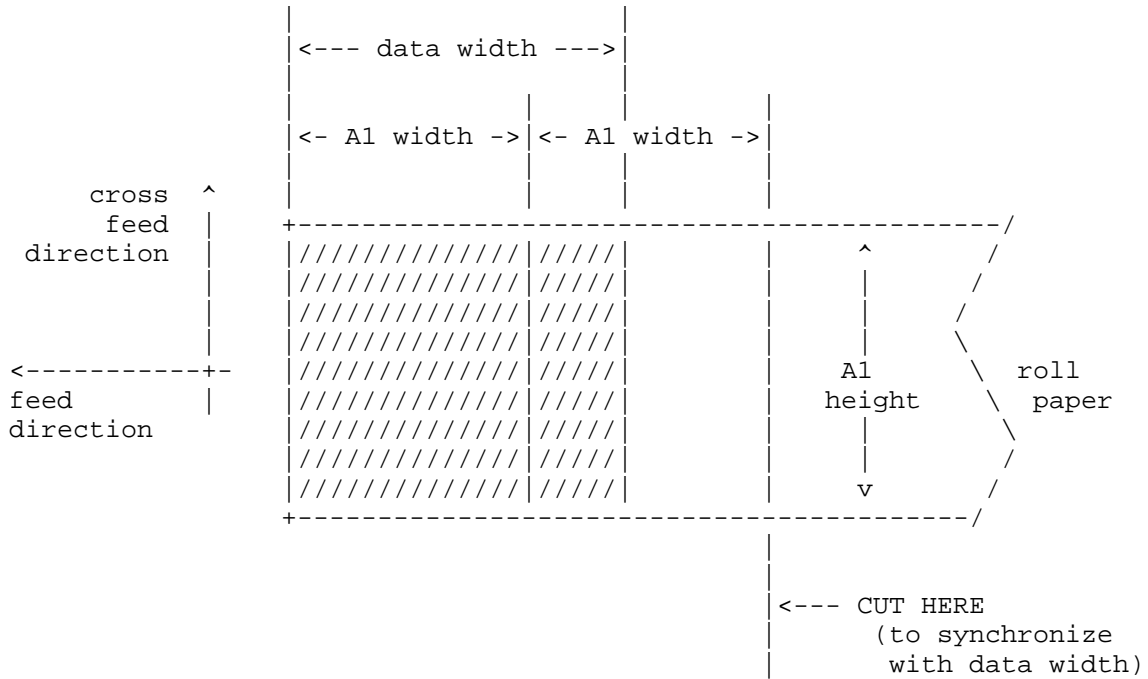 <--- data width --->
<- A1 width -> <- A1 width ->
cross
feed
direction
A1
height
roll
paper
feed
direction
<--- CUT HERE
(to synchronize
with data width)